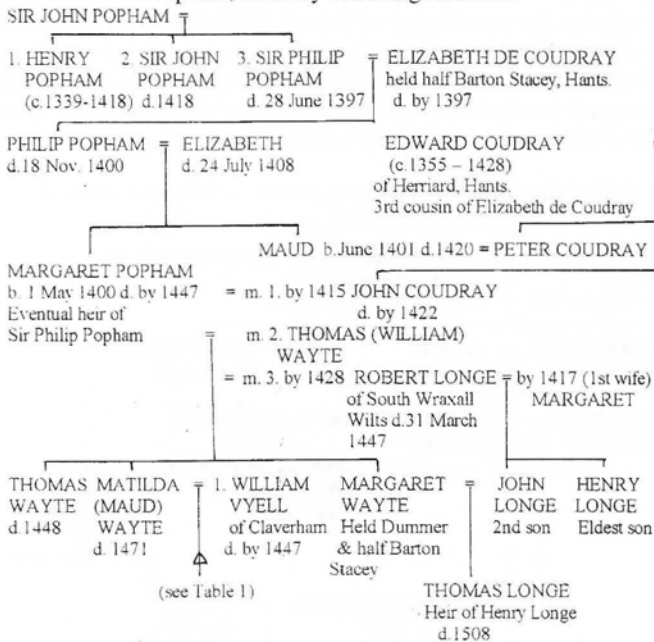 SIR JOHN POPHAM =
1. HENRY POPHAM (c.1339-1418)
2. SIR JOHN POPHAM d.1418
3. SIR PHILIP POPHAM d. 28 June 1397
= ELIZABETH DE COUDRAY
held half Barton Stacey, Hants.
d. by 1397
PHILIP POPHAM = ELIZABETH
d.18 Nov. 1400 d. 24 July 1408
EDWARD COUDRAY
(c.1355 – 1428)
of Herriard, Hants.
3rd cousin of Elizabeth de Coudray
MAUD b.June 1401 d.1420 = PETER COUDRAY
MARGARET POPHAM
b. 1 May 1400 d. by 1447
Eventual heir of
Sir Philip Popham
= m. 1. by 1415 JOHN COUDRAY
d. by 1422
= m. 2. THOMAS (WILLIAM)
WAYTE
= m. 3. by 1428 ROBERT LONGE = by 1417 (1st wife)
of South Wraxall MARGARET
Wilts d.31 March
1447
THOMAS
WAYTE
d.1448
MATILDA
(MAUD)
WAYTE
d. 1471
= 1. WILLIAM
VYELL
of Claverham
d. by 1447
MARGARET
WAYTE
Held Dummer
& half Barton
Stacey
= JOHN
LONGE
2nd son
HENRY
LONGE
Eldest son
(see Table 1)
THOMAS LONGE
Heir of Henry Longe
d.1508